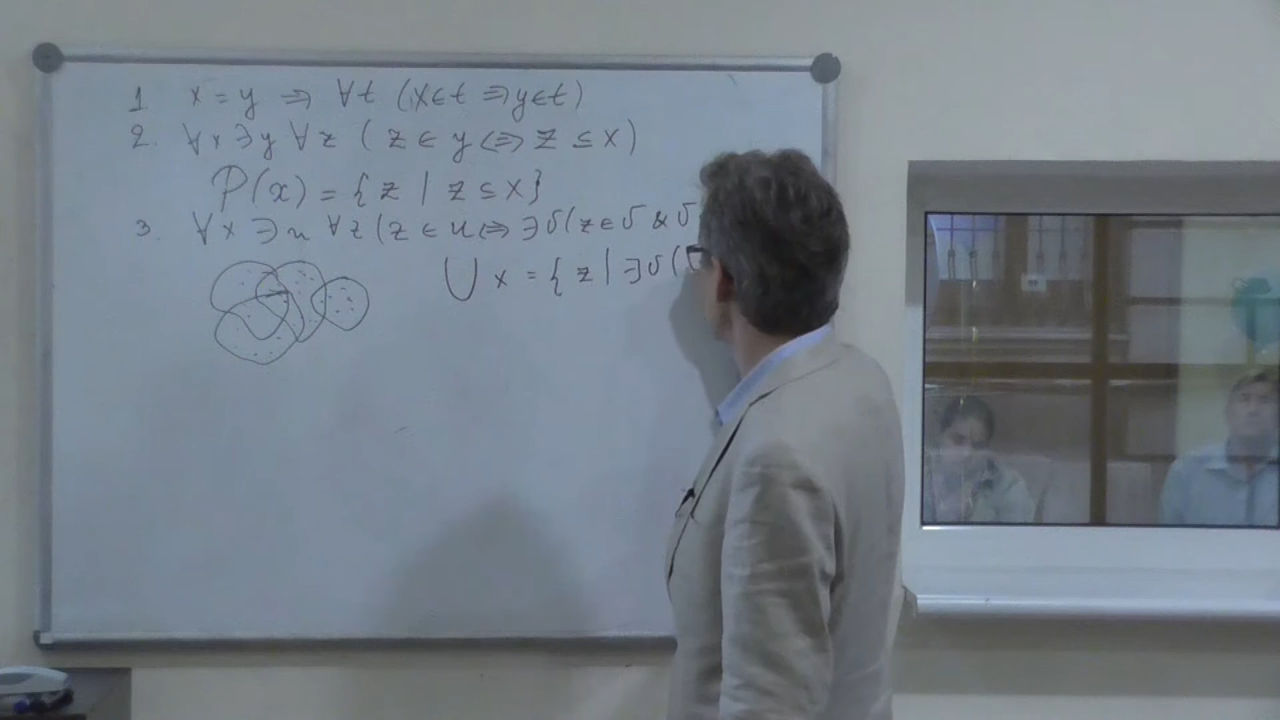 1 x = y ⇒ ∀t (x∈t ⇒ y∈t)
2. ∀x ∃y ∀z ( z ∈ y ⇔ z ⊆ x )
P(x) = { z | z ⊆ x }
3. ∀x ∃u ∀z ( z ∈ u ⇔ ∃v( z ∈ v & v
∪ x = { z | ∃v (